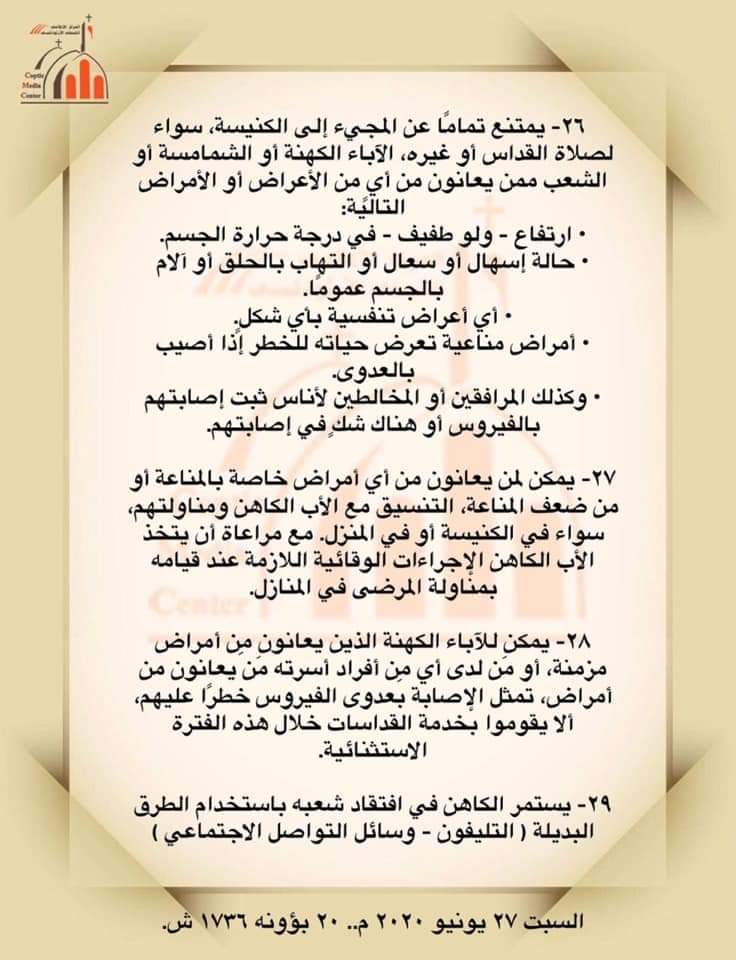 المركز الإعلامى
Coptic
Media
Center
٢٦- يمتنع تمامًا عن المجيء إلى الكنيسة، سواء
لصلاة القداس أو غيره، الآباء الكهنة أو الشمامسة أو
الشعب ممن يعانون من أي من الأعراض أو الأمراض
التالية:
• ارتفاع - ولو طفيف - في درجة حرارة الجسم.
• حالة إسهال أو سعال أو التهاب بالحلق أو آلام
بالجسم عمومًا.
• أي أعراض تنفسية بأي شكلٍ.
• أمراض مناعية تعرض حياته للخطر إذا أصيب
بالعدوى.
• وكذلك المرافقين أو المخالطين لأناس ثبت إصابتهم
بالفيروس أو هناك شكٍ في إصابتهم.
٢٧- يمكن لمن يعانون من أي أمراض خاصة بالمناعة أو
من ضعف المناعة، التنسيق مع الأب الكاهن ومناولتهم،
سواء في الكنيسة أو في المنزل. مع مراعاة أن يتخذ
الأب الكاهن الإجراءات الوقائية اللازمة عند قيامه
بمناولة المرضى في المنازل.
Center
٢٨- يمكن للآباء الكهنة الذين يعانون مِن أمراض
مزمنة، أو مَن لدى أي مِن أفراد أسرته مَن يعانون من
أمراض، تمثل الإصابة بعدوى الفيروس خطرًا عليهم،
ألا يقوموا بخدمة القداسات خلال هذه الفترة
الاستثنائية.
٢٩- يستمر الكاهن في افتقاد شعبه باستخدام الطرق
البديلة ( التليفون - وسائل التواصل الاجتماعي )
السبت ٢٧ يونيو ٢٠٢٠ م.. ٢٠ بؤونه ١٧٣٦ ش.